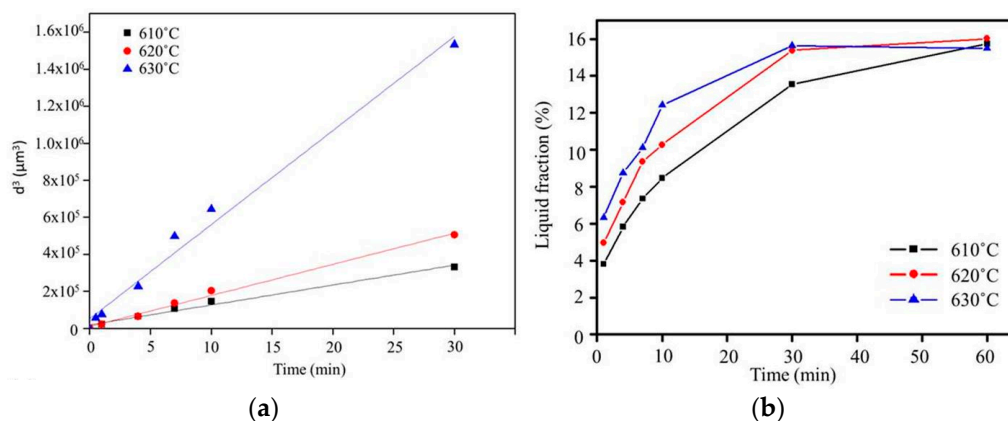 1.6x10⁶
1.4x10⁶
1.6x10⁶
1.0x10⁶
8x10⁵
6x10⁵
4x10⁵
2x10⁵
0
d³ (µm³)
610˚C
620˚C
630˚C
0 5 10 15 20 25 30
Time (min)
(a)
16
14
12
10
8
6
4
2
0
Liquid fraction (%)
610˚C
620˚C
630˚C
0 10 20 30 40 50 60
Time (min)
(b)